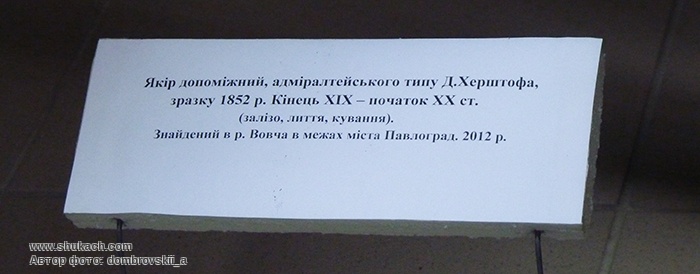 Якір допоміжний, адміралтейського типу Д.Херштофа,
зразку 1852 р. Кінець XIX – початок XX ст.
(залізо, лиття, кування).
Знайдений в р. Вовча в межах міста Павлоград. 2012 р.
www.shukach.com
Автор фото: dombrovskii_a